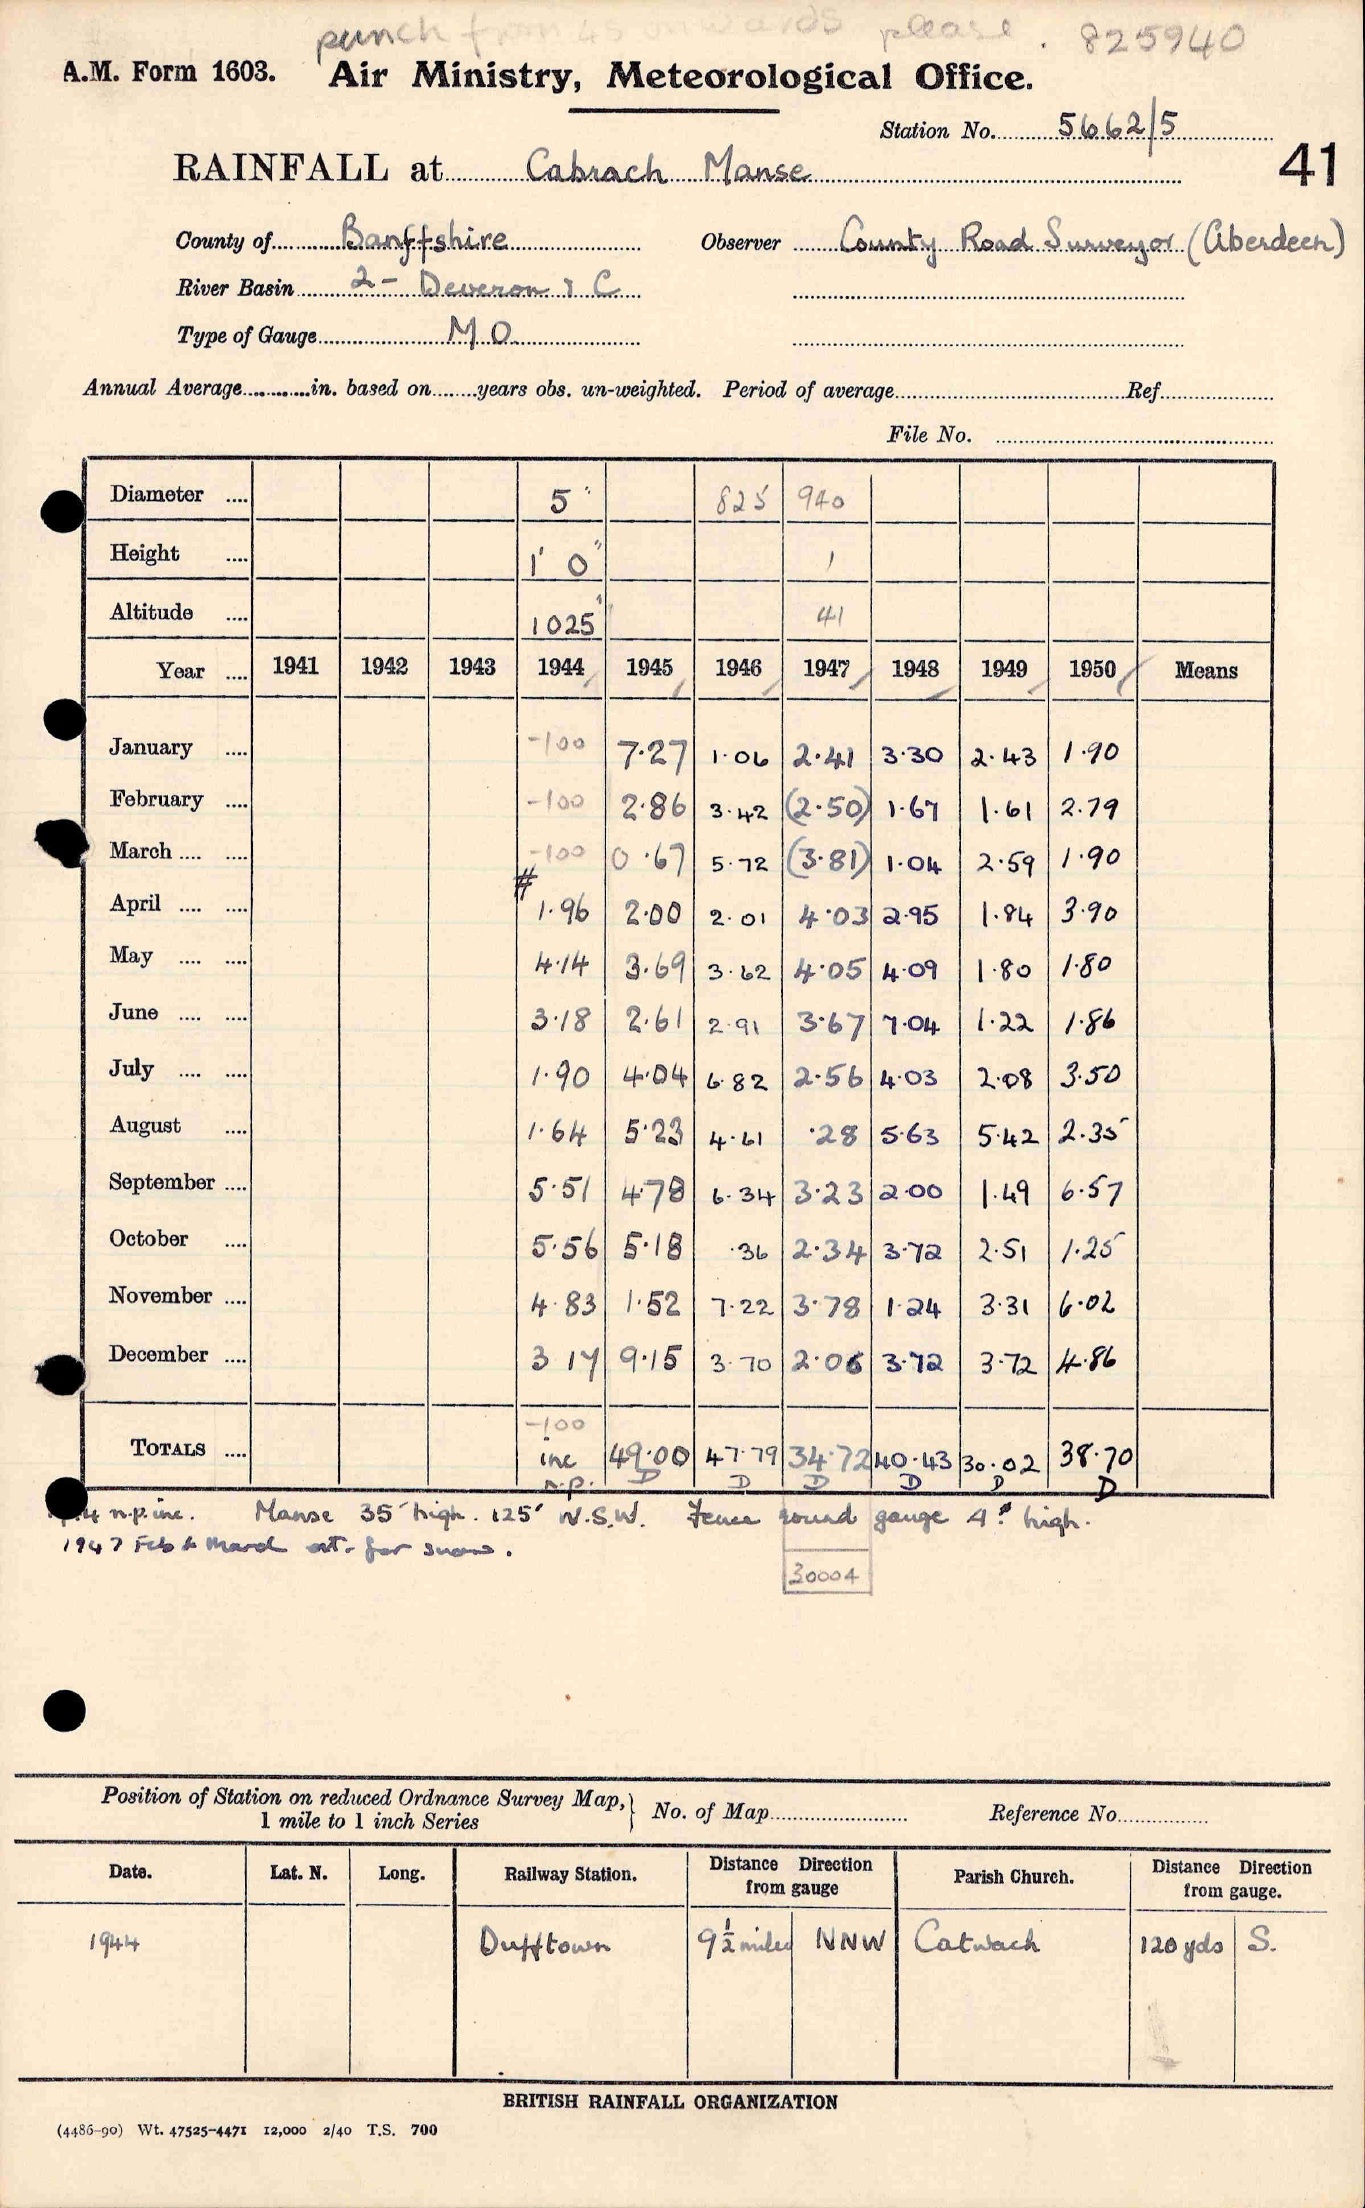 punch from 45 onwards please. 825940
A.M. Form 1603. Air Ministry, Meteorological Office.
Station No. 5662/5
RAINFALL at Cabrach Manse 41
County of Banffshire Observer County Road Surveyor (Aberdeen)
River Basin 2 - Deveron & C
Type of Gauge M O
Annual Average in. based on years obs. un-weighted. Period of average Ref
File No.
Diameter 5" 825 940
Height 1' 0" 1
Altitude 1025' 41
Year 1941 1942 1943 1944 1945 1946 1947 1948 1949 1950 Means
January -100 7.27 1.06 2.41 3.30 2.43 1.90
February -100 2.86 3.42 (2.50) 1.67 1.61 2.79
March -100 0.67 5.72 (3.81) 1.04 2.59 1.90
April # 1.96 2.00 2.01 4.03 2.95 1.84 3.90
May 4.14 3.69 3.62 4.05 4.09 1.80 1.80
June 3.18 2.61 2.91 3.67 7.04 1.22 1.86
July 1.90 4.04 6.82 2.56 4.03 2.08 3.50
August 1.64 5.23 4.61 .28 5.63 5.42 2.35
September 5.51 4.78 6.34 3.23 2.00 1.49 6.57
October 5.56 5.18 .36 2.34 3.72 2.51 1.25
November 4.83 1.52 7.22 3.78 1.24 3.31 6.02
December 3 17 9.15 3.70 2.06 3.72 3.72 4.86
-100
TOTALS inc 49.00 47.79 34.72 40.43 30.02 38.70
n.p. D D D D D D
n.p. inc. Manse 35' high. 125' W.S.W. Fence round gauge 4' high.
1947 Feb & March est. for snow.
30004
Position of Station on reduced Ordnance Survey Map, 1 mile to 1 inch Series No. of Map Reference No.
Date. Lat. N. Long. Railway Station. Distance Direction from gauge Parish Church. Distance Direction from gauge.
1944 Dufftown 9½ miles NNW Catwach 120 yds S.
BRITISH RAINFALL ORGANIZATION
(4486-90) Wt. 47525-4471 12,000 2/40 T.S. 700